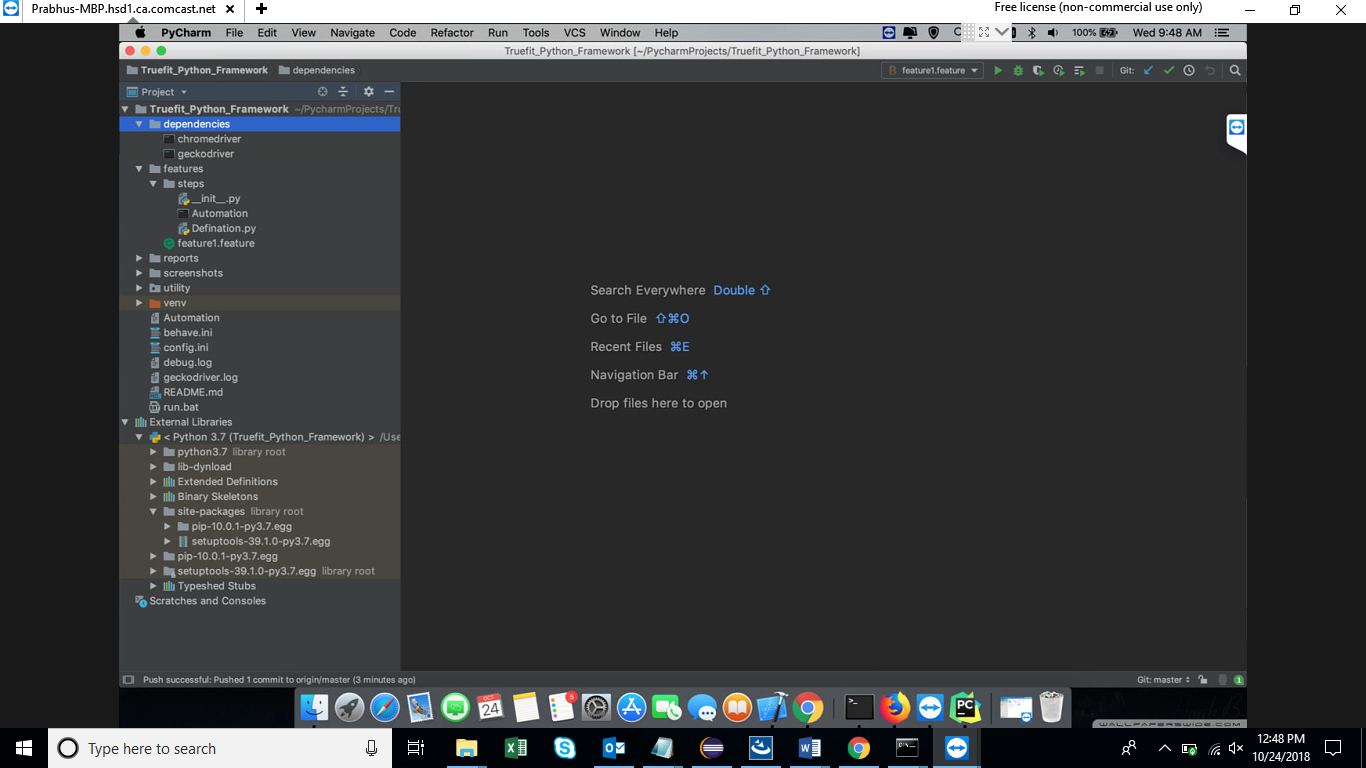 Prabhus-MBP.hsd1.ca.comcast.net × +
Free license (non-commercial use only)
PyCharm File Edit View Navigate Code Refactor Run Tools VCS Window Help
100% Wed 9:48 AM
Truefit_Python_Framework [~/PycharmProjects/Truefit_Python_Framework]
Truefit_Python_Framework dependencies
feature1.feature
Git:
Project
Truefit_Python_Framework ~/PycharmProjects/Tru
dependencies
chromedriver
geckodriver
features
steps
__init__.py
Automation
Defination.py
feature1.feature
reports
screenshots
utility
venv
Automation
behave.ini
config.ini
debug.log
geckodriver.log
README.md
run.bat
External Libraries
< Python 3.7 (Truefit_Python_Framework) > /Use
python3.7 library root
lib-dynload
Extended Definitions
Binary Skeletons
site-packages library root
pip-10.0.1-py3.7.egg
setuptools-39.1.0-py3.7.egg
pip-10.0.1-py3.7.egg
setuptools-39.1.0-py3.7.egg library root
Typeshed Stubs
Scratches and Consoles
Search Everywhere Double ⇧
Go to File ⇧⌘O
Recent Files ⌘E
Navigation Bar ⌘↑
Drop files here to open
Push successful: Pushed 1 commit to origin/master (3 minutes ago)
Git: master
1
OCT
24
5
PC
WALLPAPERSWIDE.COM
Type here to search
12:48 PM
10/24/2018